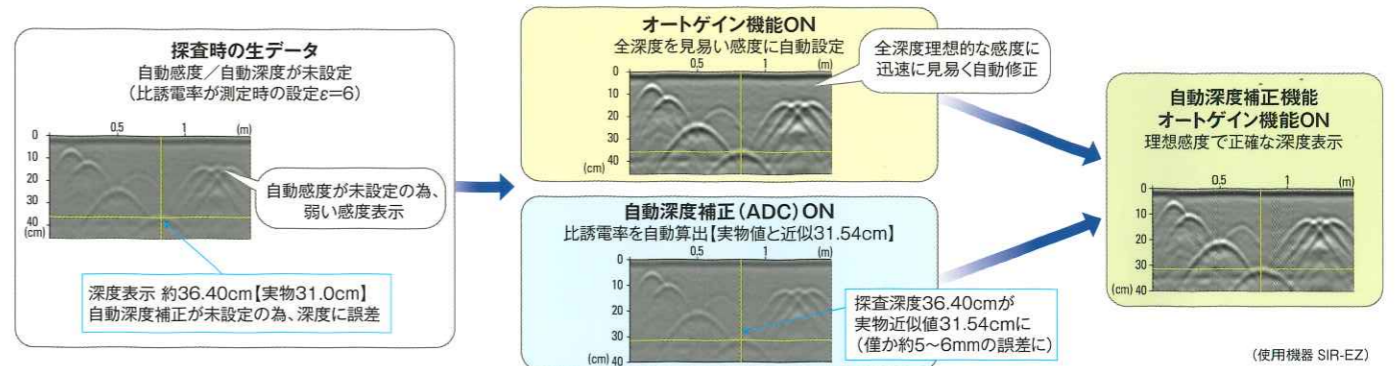 探査時の生データ
自動感度／自動深度が未設定
（比誘電率が測定時の設定ε=6）
0.5 1 (m)
0
10
20
30
40
(cm)
自動感度が未設定の為、
弱い感度表示
深度表示 約36.40cm【実物31.0cm】
自動深度補正が未設定の為、深度に誤差
オートゲイン機能ON
全深度を見易い感度に自動設定
0.5 1 (m)
0
10
20
30
(cm) 40
全深度理想的な感度に
迅速に見易く自動修正
自動深度補正（ADC）ON
比誘電率を自動算出【実物値と近似31.54cm】
0.5 1 (m)
0
10
20
30
(cm) 40
探査深度36.40cmが
実物近似値31.54cmに
（僅か約5～6mmの誤差に）
自動深度補正機能
オートゲイン機能ON
理想感度で正確な深度表示
0.5 1 (m)
0
10
20
30
(cm) 40
（使用機器 SIR-EZ）